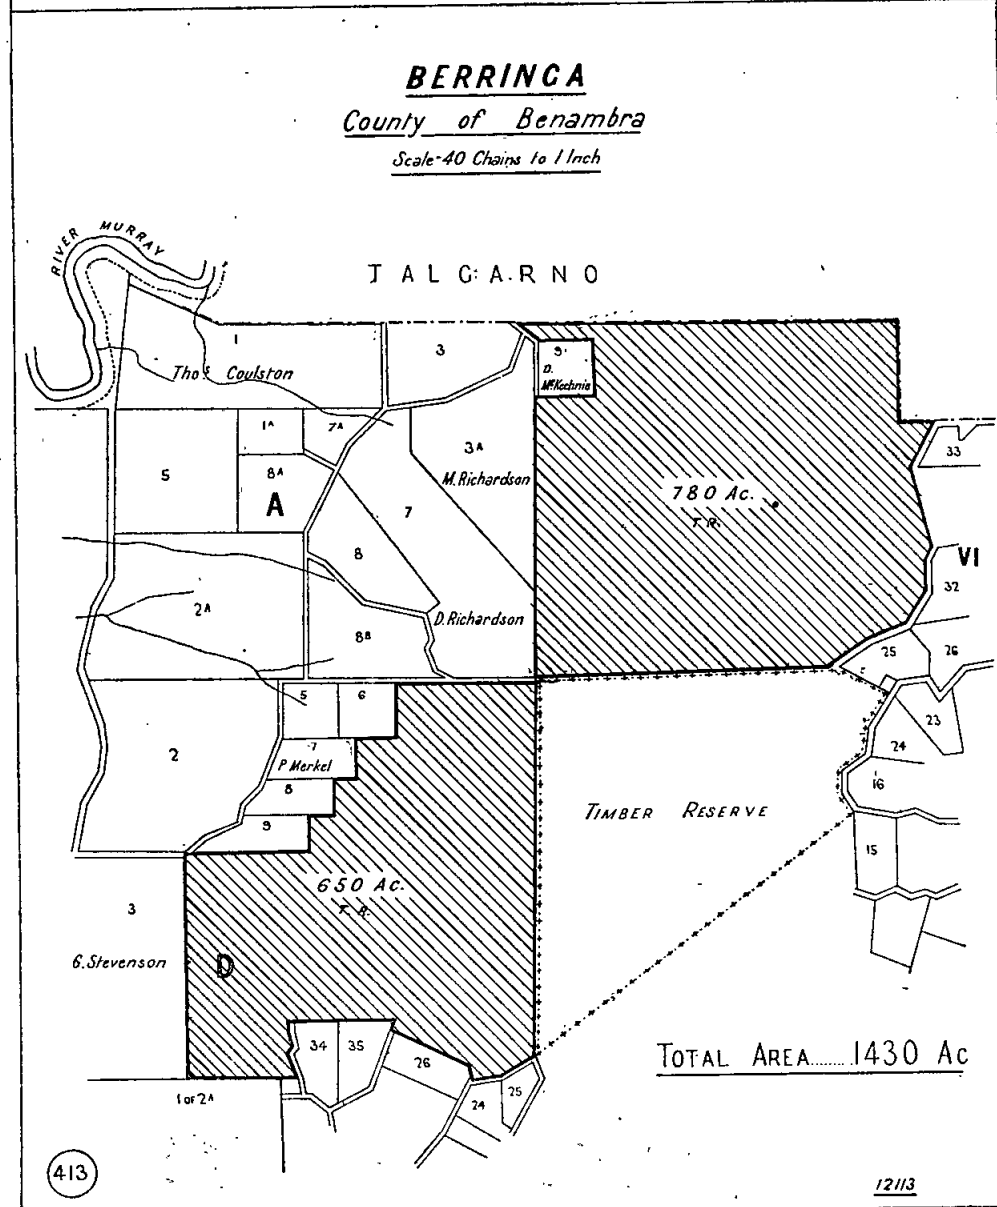 BERRINGA
County of Benambra
Scale-40 Chains to 1 Inch
RIVER MURRAY
TALGARNO
1
Thos Coulston
3
9
D.
McKechnie
1A
7A
5
8A
A
3A
M. Richardson
7
780 Ac.
T.R.
33
VI
32
8
2A
8B
D. Richardson
25
26
5
6
23
24
2
7
P Merkel
8
9
16
TIMBER RESERVE
15
650 Ac.
T.R.
3
G. Stevenson
D
34
35
26
25
24
TOTAL AREA........1430 Ac
1 OF 2A
413
12113